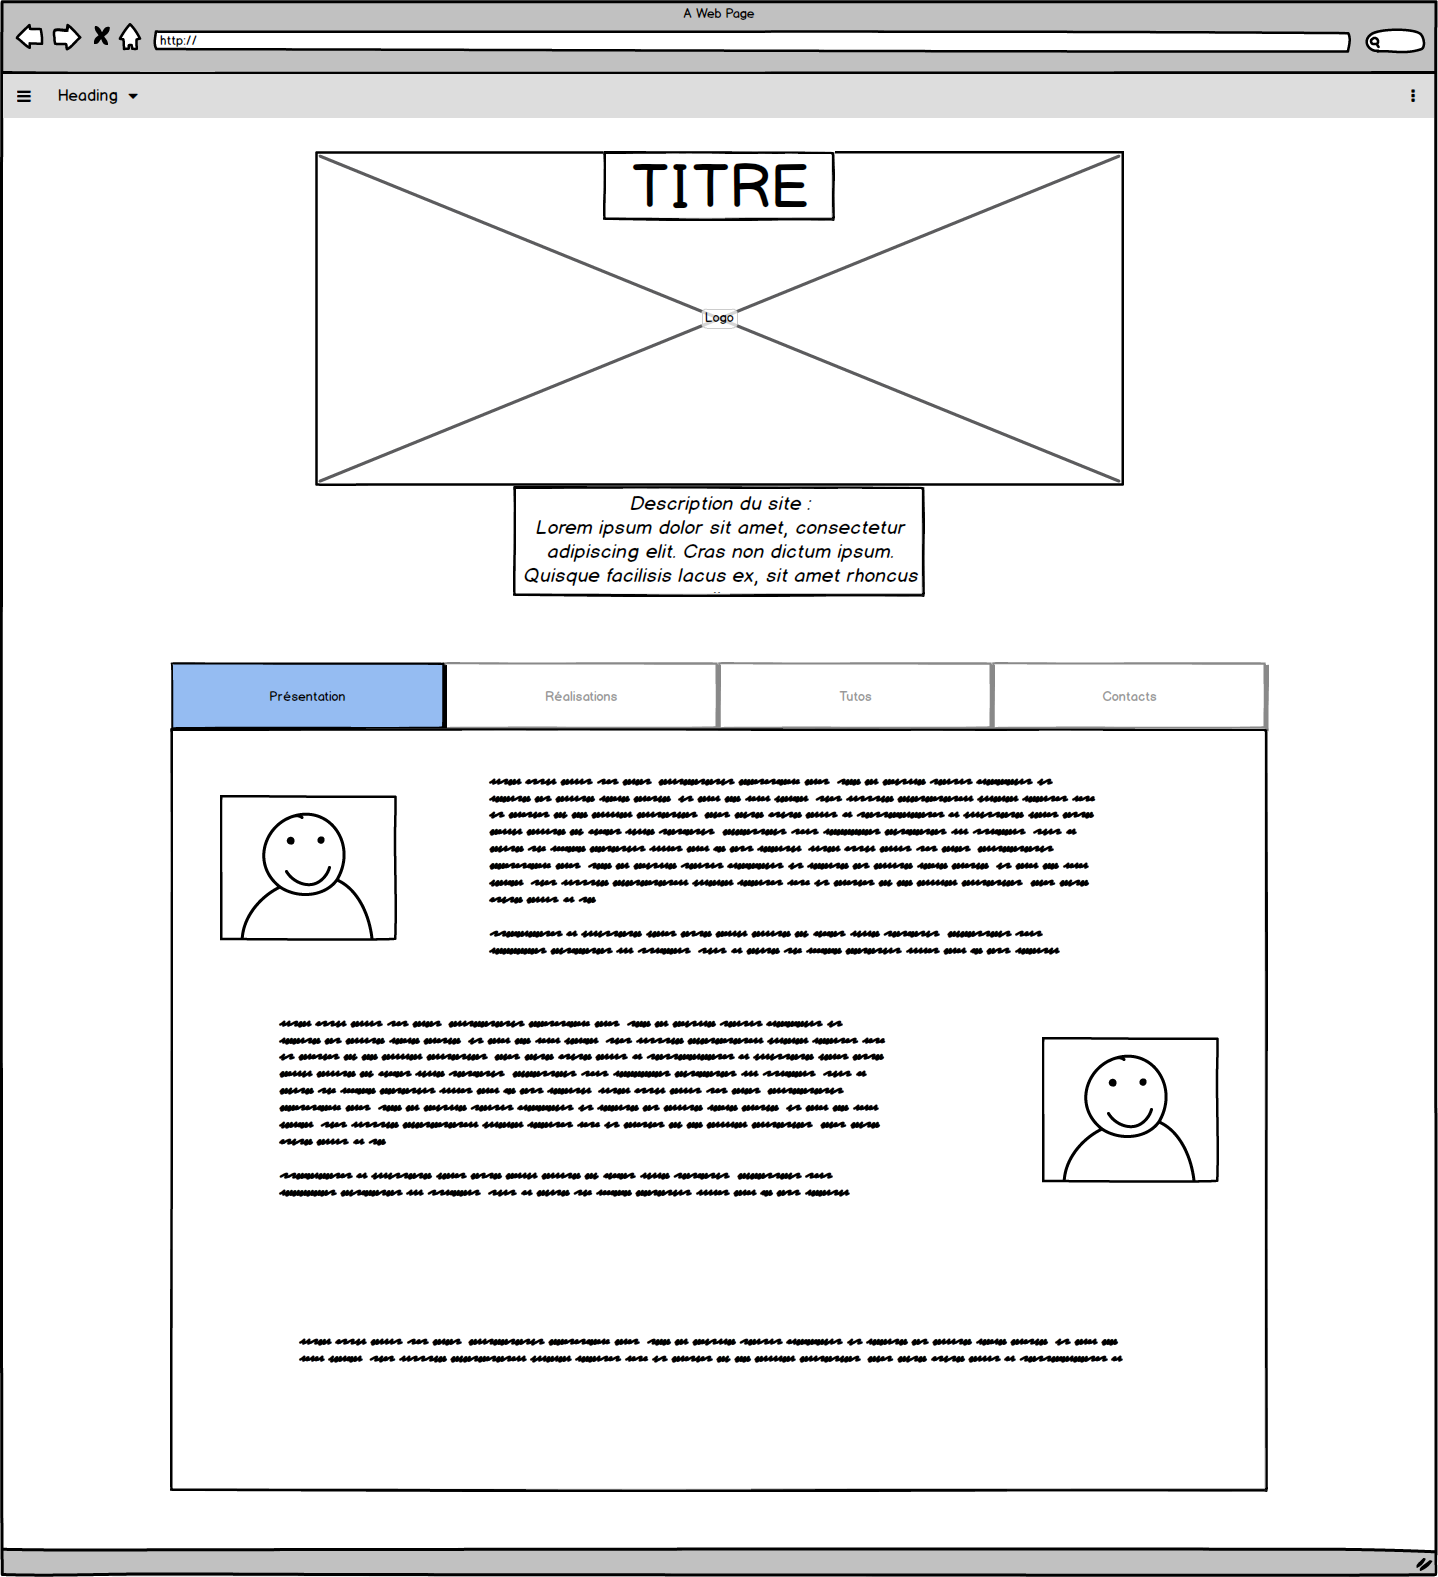 A Web Page
http://
Heading
TITRE
Logo
Description du site :
Lorem ipsum dolor sit amet, consectetur
adipiscing elit. Cras non dictum ipsum.
Quisque facilisis lacus ex, sit amet rhoncus
Présentation
Réalisations
Tutos
Contacts